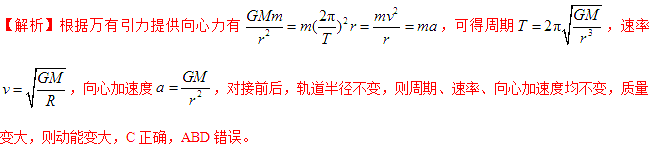 【解析】根据万有引力提供向心力有 $\frac{GMm}{r^2}=m(\frac{2\pi}{T})^2r=\frac{mv^2}{r}=ma$，可得周期 $T=2\pi\sqrt{\frac{GM}{r^3}}$，速率
$v=\sqrt{\frac{GM}{R}}$，向心加速度 $a=\frac{GM}{r^2}$，对接前后，轨道半径不变，则周期、速率、向心加速度均不变，质量
变大，则动能变大，C 正确，ABD 错误。